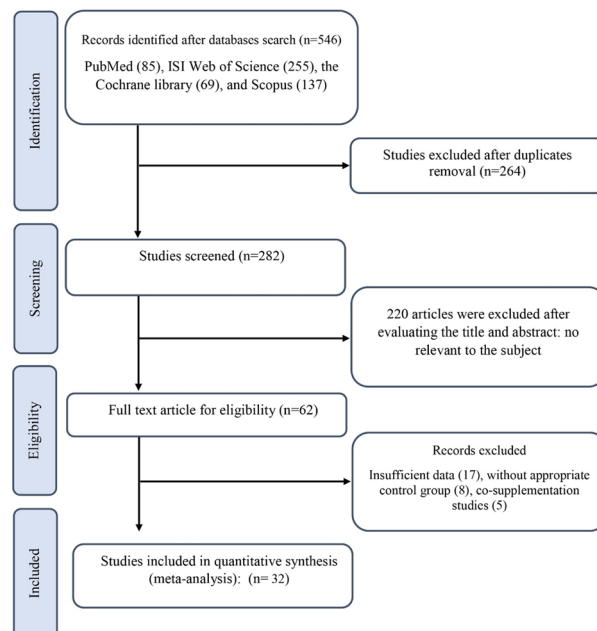 Identification
Records identified after databases search (n=546)
PubMed (85), ISI Web of Science (255), the
Cochrane library (69), and Scopus (137)
Studies excluded after duplicates
removal (n=264)
Screening
Studies screened (n=282)
220 articles were excluded after
evaluating the title and abstract: no
relevant to the subject
Eligibility
Full text article for eligibility (n=62)
Records excluded
Insufficient data (17), without appropriate
control group (8), co-supplementation
studies (5)
Included
Studies included in quantitative synthesis
(meta-analysis): (n= 32)